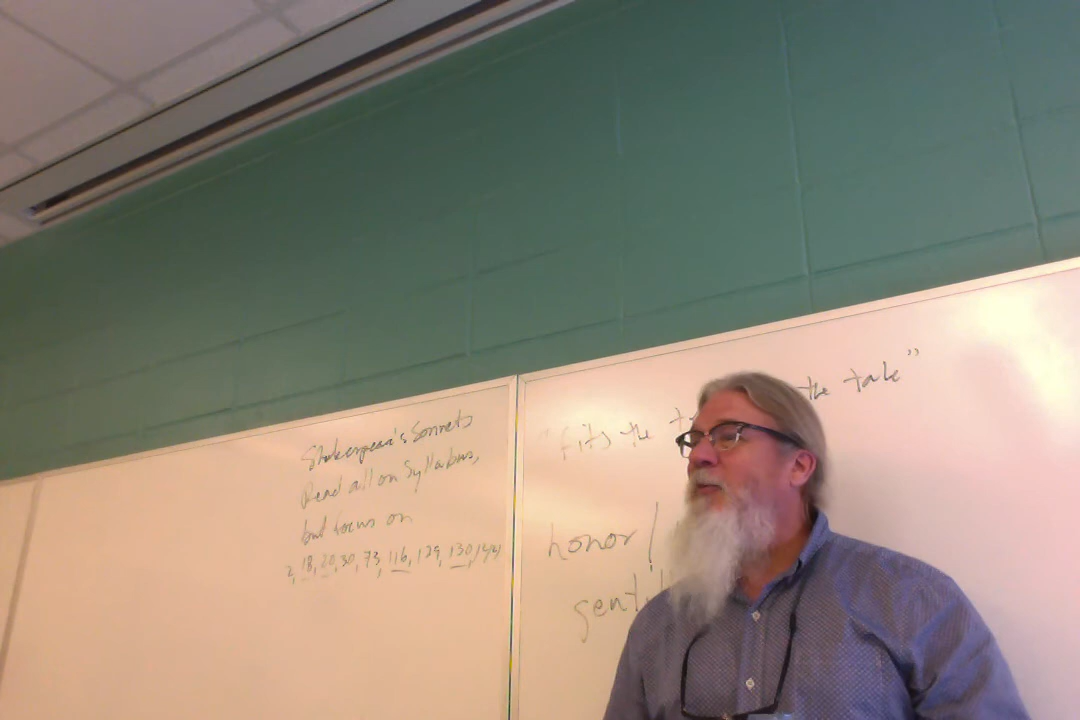 Shakespeare's Sonnets
Read all on Syllabus,
but focus on
2, 18, 20, 30, 73, 116, 129, 130, 144
"fits the the tale"
honor /